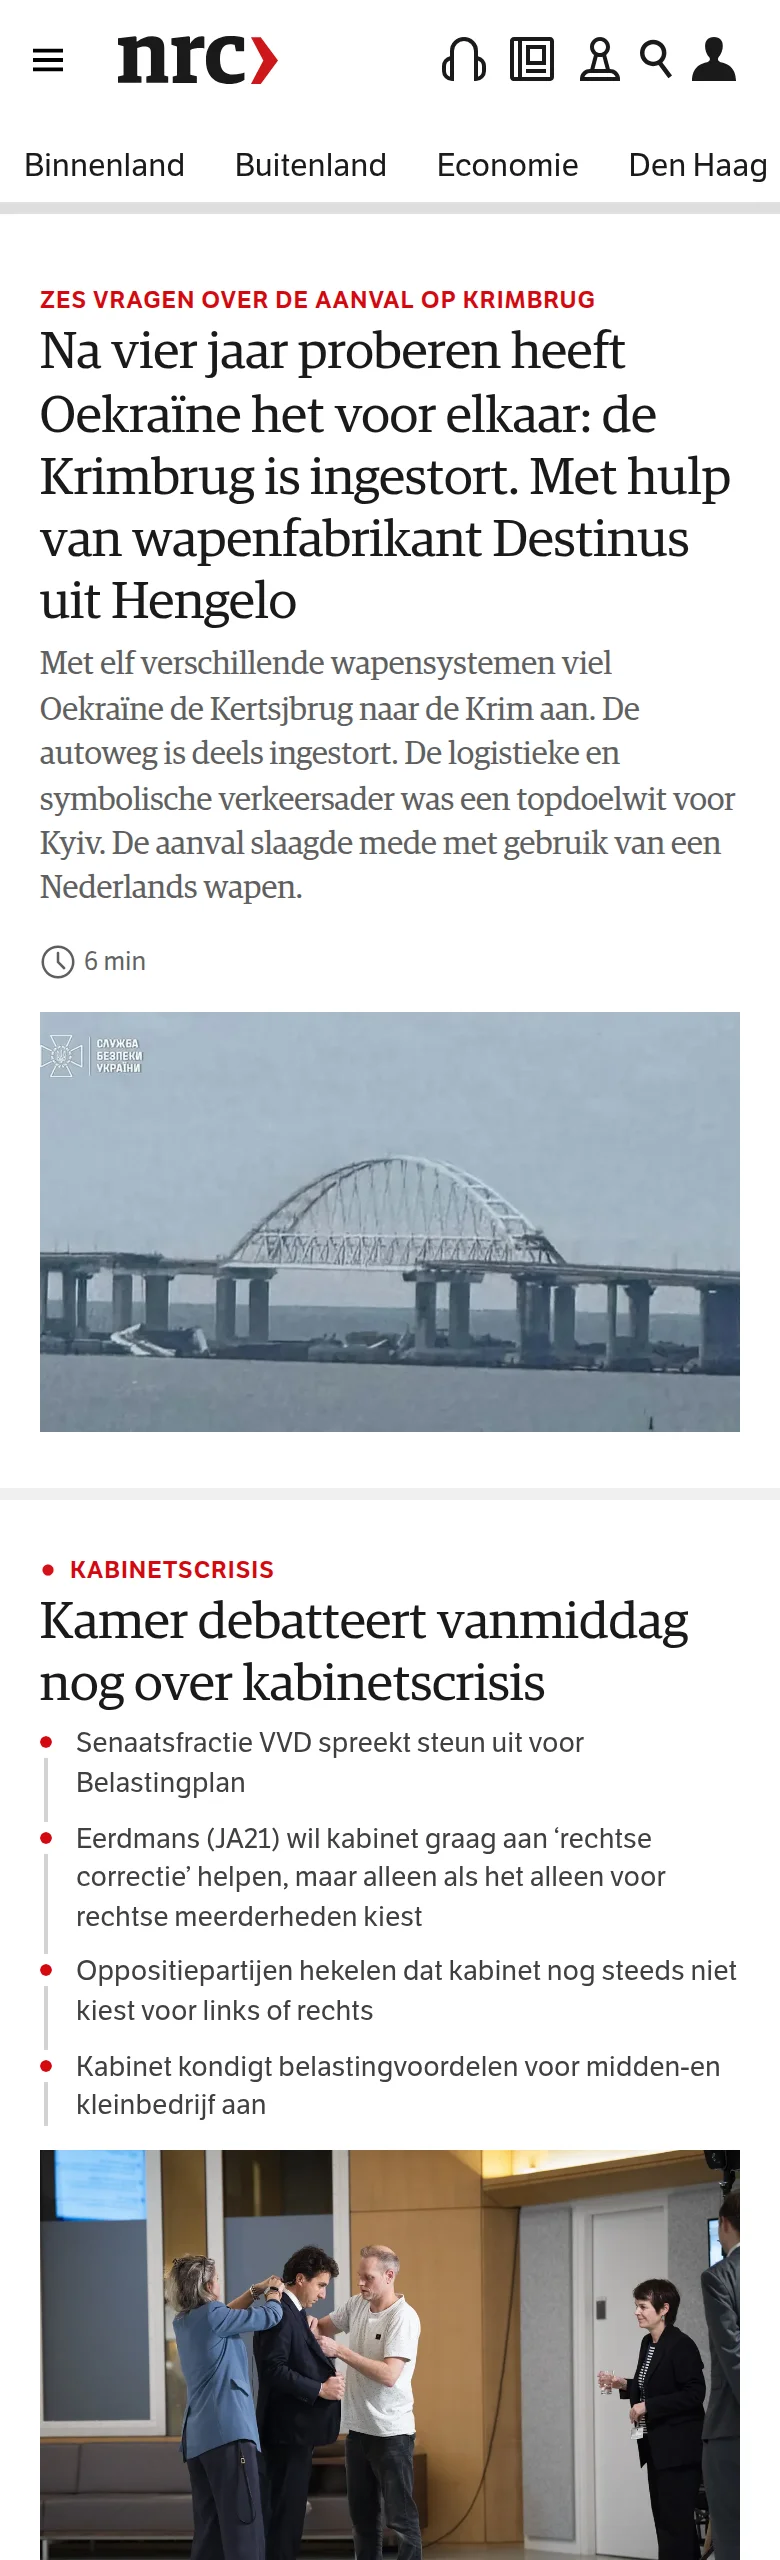 nrc
Binnenland Buitenland Economie Den Haag
ZES VRAGEN OVER DE AANVAL OP KRIMBRUG
Na vier jaar proberen heeft
Oekraïne het voor elkaar: de
Krimbrug is ingestort. Met hulp
van wapenfabrikant Destinus
uit Hengelo
Met elf verschillende wapensystemen viel
Oekraïne de Kertsjbrug naar de Krim aan. De
autoweg is deels ingestort. De logistieke en
symbolische verkeersader was een topdoelwit voor
Kyiv. De aanval slaagde mede met gebruik van een
Nederlands wapen.
6 min
СЛУЖБА
БЕЗПЕКИ
УКРАЇНИ
KABINETSCRISIS
Kamer debatteert vanmiddag
nog over kabinetscrisis
Senaatsfractie VVD spreekt steun uit voor
Belastingplan
Eerdmans (JA21) wil kabinet graag aan ‘rechtse
correctie’ helpen, maar alleen als het alleen voor
rechtse meerderheden kiest
Oppositiepartijen hekelen dat kabinet nog steeds niet
kiest voor links of rechts
Kabinet kondigt belastingvoordelen voor midden-en
kleinbedrijf aan